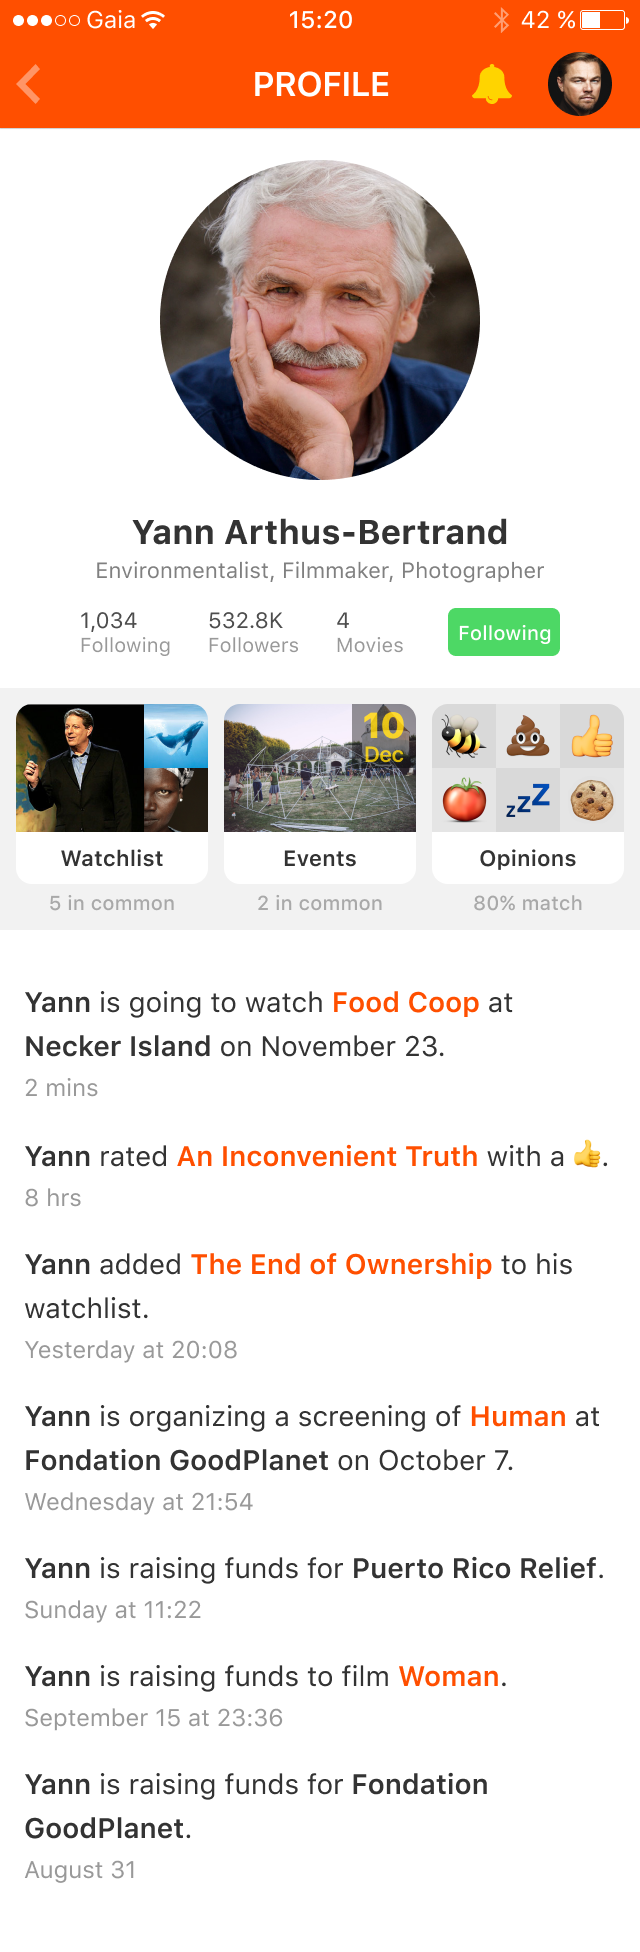 Gaia 15:20 42 %
PROFILE
Yann Arthus-Bertrand
Environmentalist, Filmmaker, Photographer
1,034 532.8K 4
Following Followers Movies Following
10
Dec
Watchlist Events Opinions
5 in common 2 in common 80% match
Yann is going to watch Food Coop at
Necker Island on November 23.
2 mins
Yann rated An Inconvenient Truth with a 👍.
8 hrs
Yann added The End of Ownership to his
watchlist.
Yesterday at 20:08
Yann is organizing a screening of Human at
Fondation GoodPlanet on October 7.
Wednesday at 21:54
Yann is raising funds for Puerto Rico Relief.
Sunday at 11:22
Yann is raising funds to film Woman.
September 15 at 23:36
Yann is raising funds for Fondation
GoodPlanet.
August 31